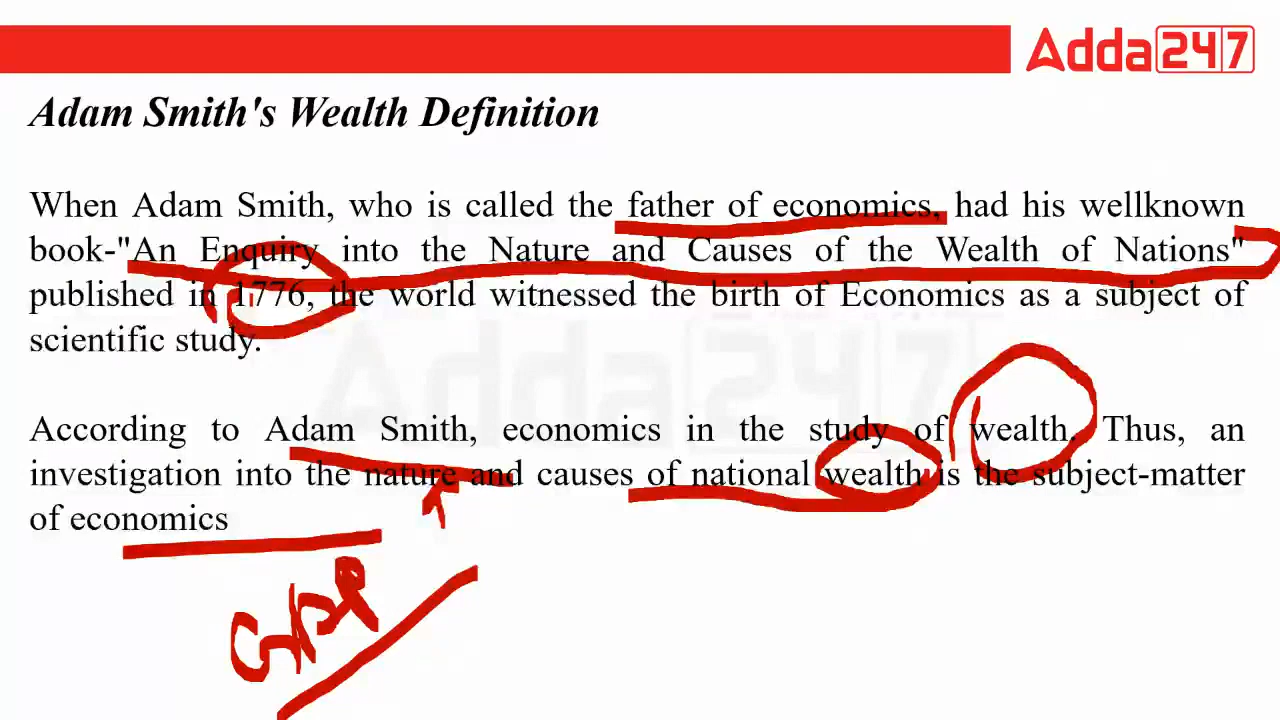 Adda247
Adam Smith's Wealth Definition
When Adam Smith, who is called the father of economics, had his wellknown
book-"An Enquiry into the Nature and Causes of the Wealth of Nations"
published in 1776, the world witnessed the birth of Economics as a subject of
scientific study.
According to Adam Smith, economics in the study of wealth. Thus, an
investigation into the nature and causes of national wealth is the subject-matter
of economics
GDP
Adda247